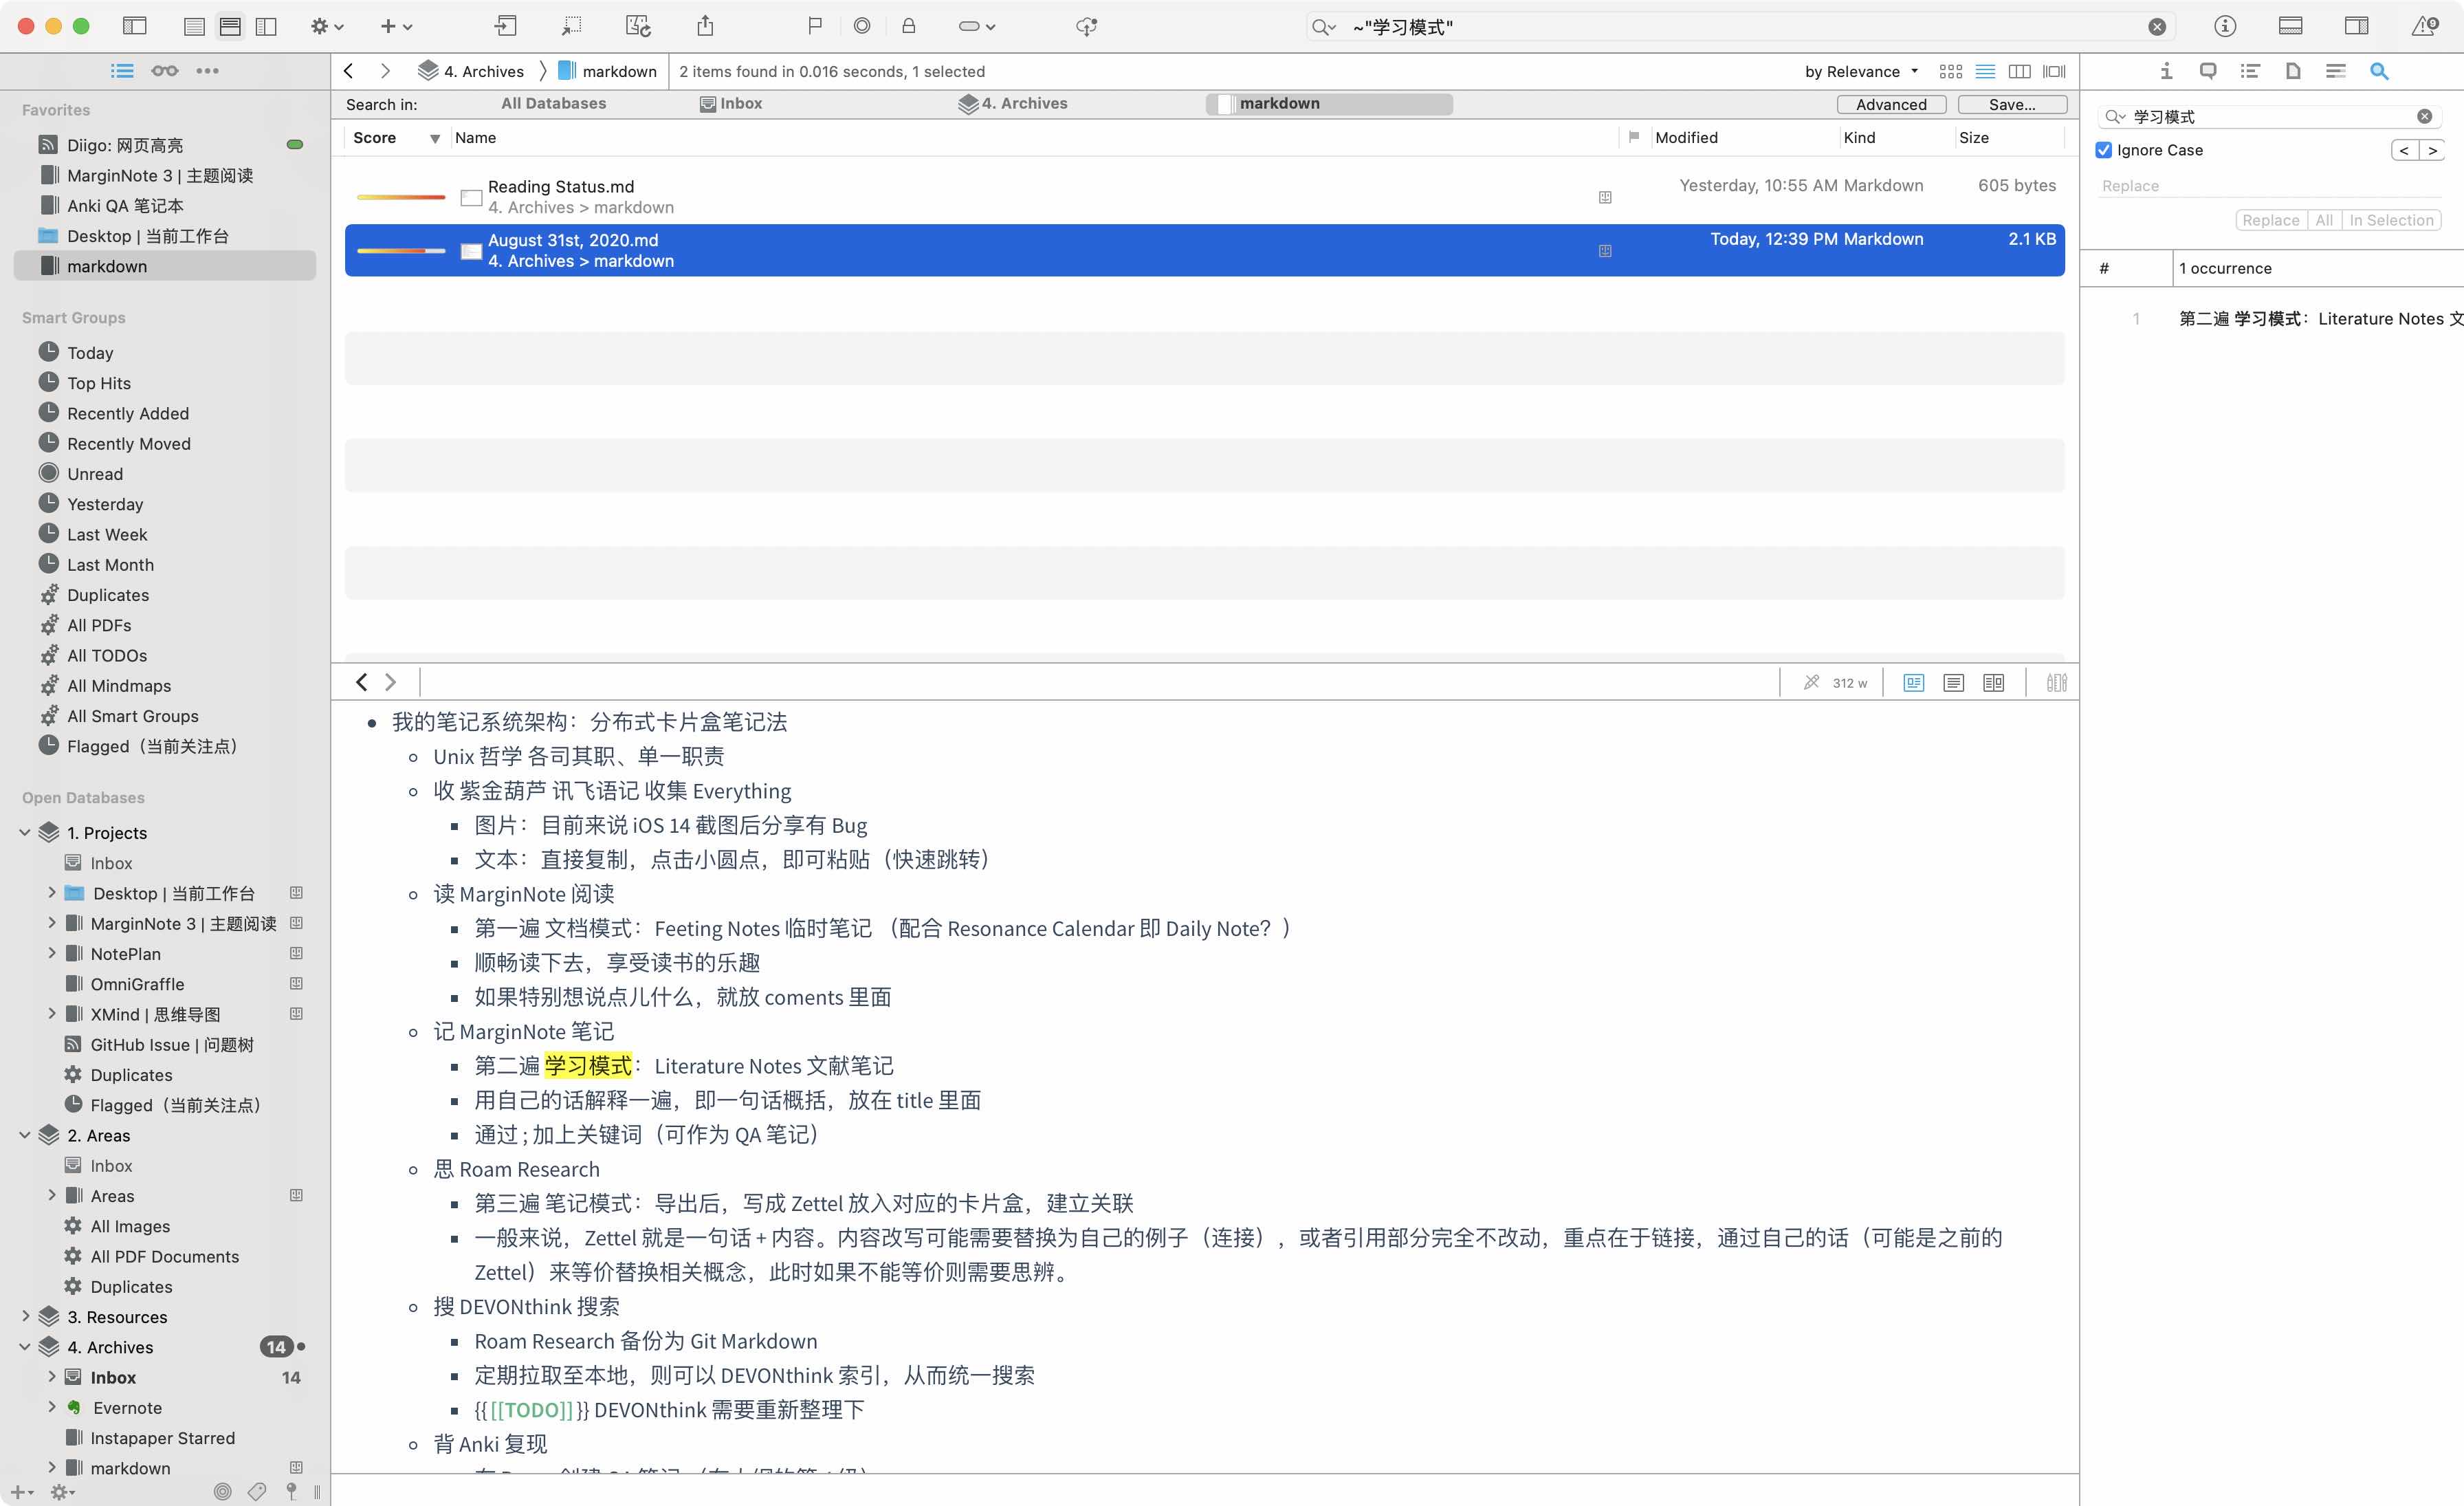 ~"学习模式"
4. Archives
markdown
2 items found in 0.016 seconds, 1 selected
by Relevance
Favorites
Diigo: 网页高亮
MarginNote 3 | 主题阅读
Anki QA 笔记本
Desktop | 当前工作台
markdown
Smart Groups
Today
Top Hits
Recently Added
Recently Moved
Unread
Yesterday
Last Week
Last Month
Duplicates
All PDFs
All TODOs
All Mindmaps
All Smart Groups
Flagged（当前关注点）
Open Databases
1. Projects
Inbox
Desktop | 当前工作台
MarginNote 3 | 主题阅读
NotePlan
OmniGraffle
XMind | 思维导图
GitHub Issue | 问题树
Duplicates
Flagged（当前关注点）
2. Areas
Inbox
Areas
All Images
All PDF Documents
Duplicates
3. Resources
4. Archives 14
Inbox 14
Evernote
Instapaper Starred
markdown
Search in: All Databases Inbox 4. Archives markdown Advanced Save...
Score Name Modified Kind Size
Reading Status.md Yesterday, 10:55 AM Markdown 605 bytes
4. Archives > markdown
August 31st, 2020.md Today, 12:39 PM Markdown 2.1 KB
4. Archives > markdown
312 w
我的笔记系统架构：分布式卡片盒笔记法
Unix 哲学 各司其职、单一职责
收 紫金葫芦 讯飞语记 收集 Everything
图片：目前来说 iOS 14 截图后分享有 Bug
文本：直接复制，点击小圆点，即可粘贴（快速跳转）
读 MarginNote 阅读
第一遍 文档模式：Feeting Notes 临时笔记 （配合 Resonance Calendar 即 Daily Note？）
顺畅读下去，享受读书的乐趣
如果特别想说点儿什么，就放 coments 里面
记 MarginNote 笔记
第二遍 学习模式：Literature Notes 文献笔记
用自己的话解释一遍，即一句话概括，放在 title 里面
通过 ; 加上关键词（可作为 QA 笔记）
思 Roam Research
第三遍 笔记模式：导出后，写成 Zettel 放入对应的卡片盒，建立关联
一般来说，Zettel 就是一句话 + 内容。内容改写可能需要替换为自己的例子（连接），或者引用部分完全不改动，重点在于链接，通过自己的话（可能是之前的
Zettel）来等价替换相关概念，此时如果不能等价则需要思辨。
搜 DEVONthink 搜索
Roam Research 备份为 Git Markdown
定期拉取至本地，则可以 DEVONthink 索引，从而统一搜索
{{[[TODO]]}} DEVONthink 需要重新整理下
背 Anki 复现
学习模式
Ignore Case < >
Replace
Replace All In Selection
# 1 occurrence
1 第二遍 学习模式：Literature Notes 文